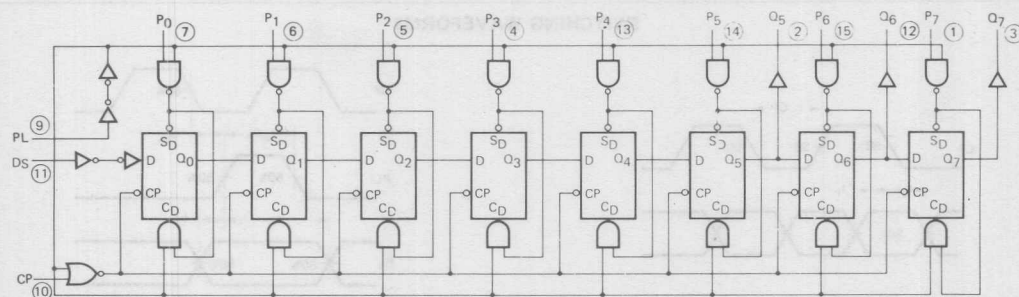 P0 ⑦ P1 ⑥ P2 ⑤ P3 ④ P4 ⑬ P5 ⑭ Q5 ② P6 ⑮ Q6 ⑫ P7 ① Q7 ③
⑨
PL
DS
⑪
SD SD SD SD SD SD SD SD
D Q0 D Q1 D Q2 D Q3 D Q4 D Q5 D Q6 D Q7
CP CP CP CP CP CP CP CP
CD CD CD CD CD CD CD CD
CP
⑩